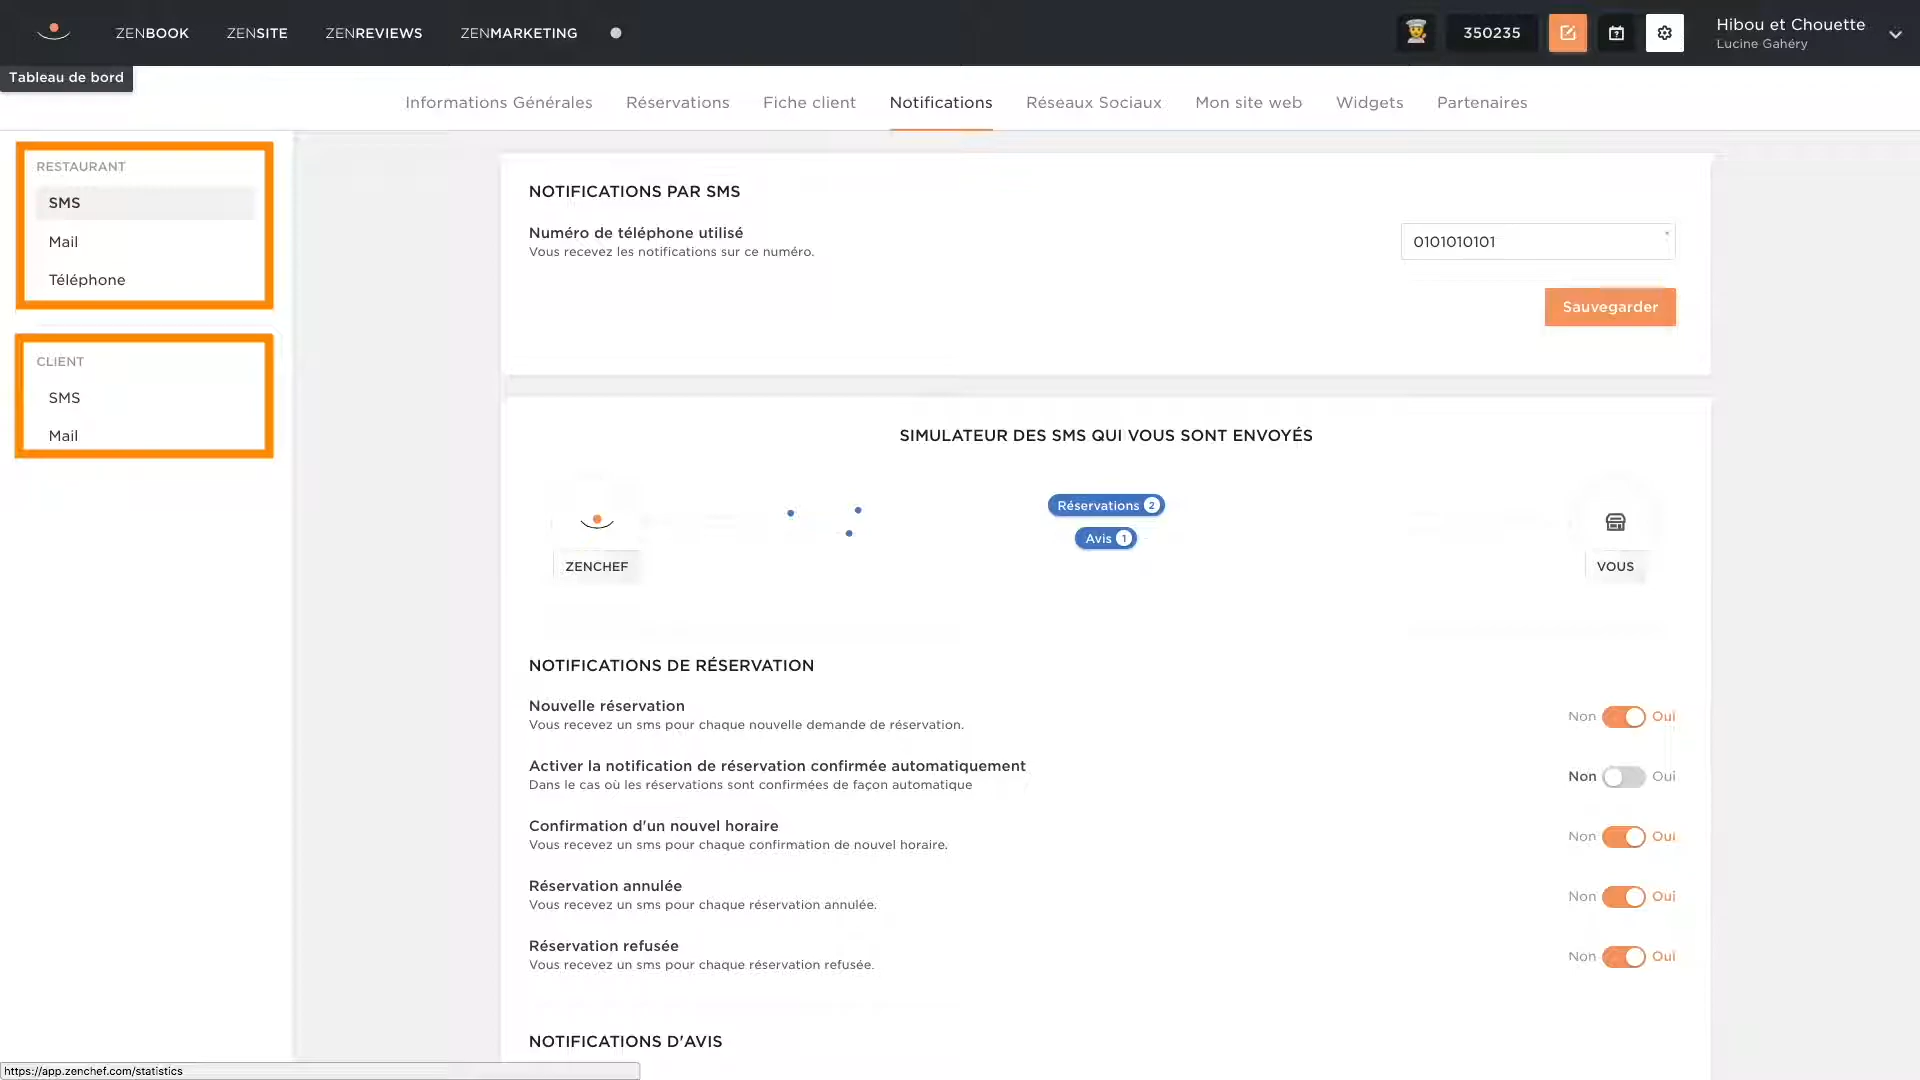 ZENBOOK ZENSITE ZENREVIEWS ZENMARKETING 350235 Hibou et Chouette
Lucine Gahéry
Tableau de bord
Informations Générales Réservations Fiche client Notifications Réseaux Sociaux Mon site web Widgets Partenaires
RESTAURANT
SMS
Mail
Téléphone
CLIENT
SMS
Mail
NOTIFICATIONS PAR SMS
Numéro de téléphone utilisé
Vous recevez les notifications sur ce numéro.
0101010101 *
Sauvegarder
SIMULATEUR DES SMS QUI VOUS SONT ENVOYÉS
Réservations 2
Avis 1
ZENCHEF
VOUS
NOTIFICATIONS DE RÉSERVATION
Nouvelle réservation
Vous recevez un sms pour chaque nouvelle demande de réservation.
Non Oui
Activer la notification de réservation confirmée automatiquement
Dans le cas où les réservations sont confirmées de façon automatique
Non Oui
Confirmation d'un nouvel horaire
Vous recevez un sms pour chaque confirmation de nouvel horaire.
Non Oui
Réservation annulée
Vous recevez un sms pour chaque réservation annulée.
Non Oui
Réservation refusée
Vous recevez un sms pour chaque réservation refusée.
Non Oui
NOTIFICATIONS D'AVIS
https://app.zenchef.com/statistics